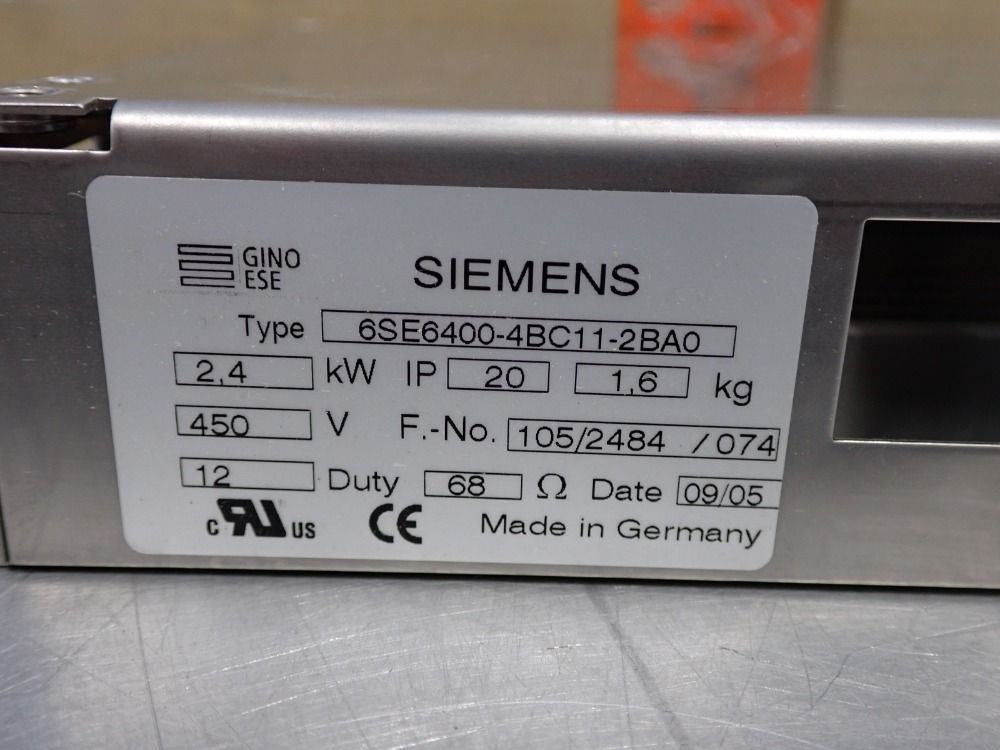 GINO
ESE
SIEMENS
Type 6SE6400-4BC11-2BA0
2,4 kW IP 20 1,6 kg
450 V F.-No. 105/2484 /074
12 Duty 68 Ω Date 09/05
c RU US CE Made in Germany